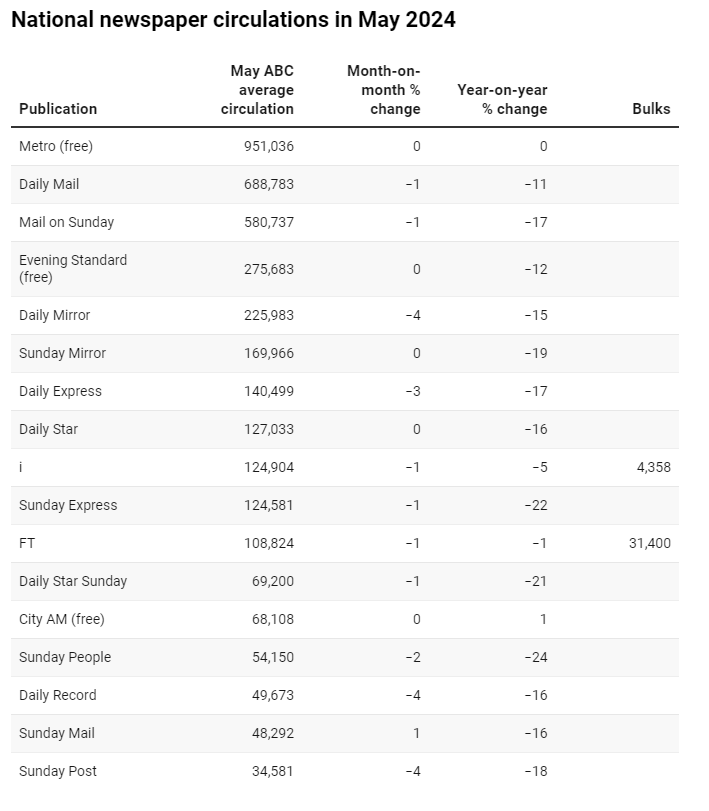 National newspaper circulations in May 2024
Publication May ABC average circulation Month-on-month % change Year-on-year % change Bulks
Metro (free) 951,036 0 0
Daily Mail 688,783 −1 −11
Mail on Sunday 580,737 −1 −17
Evening Standard (free) 275,683 0 −12
Daily Mirror 225,983 −4 −15
Sunday Mirror 169,966 0 −19
Daily Express 140,499 −3 −17
Daily Star 127,033 0 −16
i 124,904 −1 −5 4,358
Sunday Express 124,581 −1 −22
FT 108,824 −1 −1 31,400
Daily Star Sunday 69,200 −1 −21
City AM (free) 68,108 0 1
Sunday People 54,150 −2 −24
Daily Record 49,673 −4 −16
Sunday Mail 48,292 1 −16
Sunday Post 34,581 −4 −18